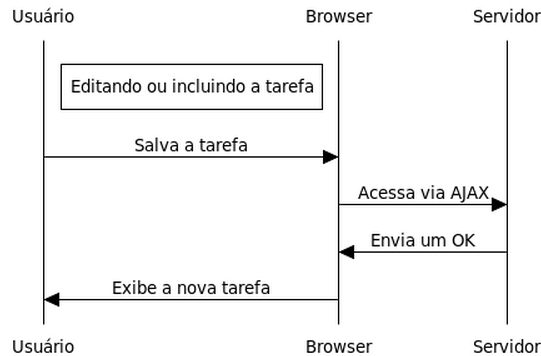 Usuário Browser Servidor
Editando ou incluindo a tarefa
Salva a tarefa
Acessa via AJAX
Envia um OK
Exibe a nova tarefa
Usuário Browser Servidor